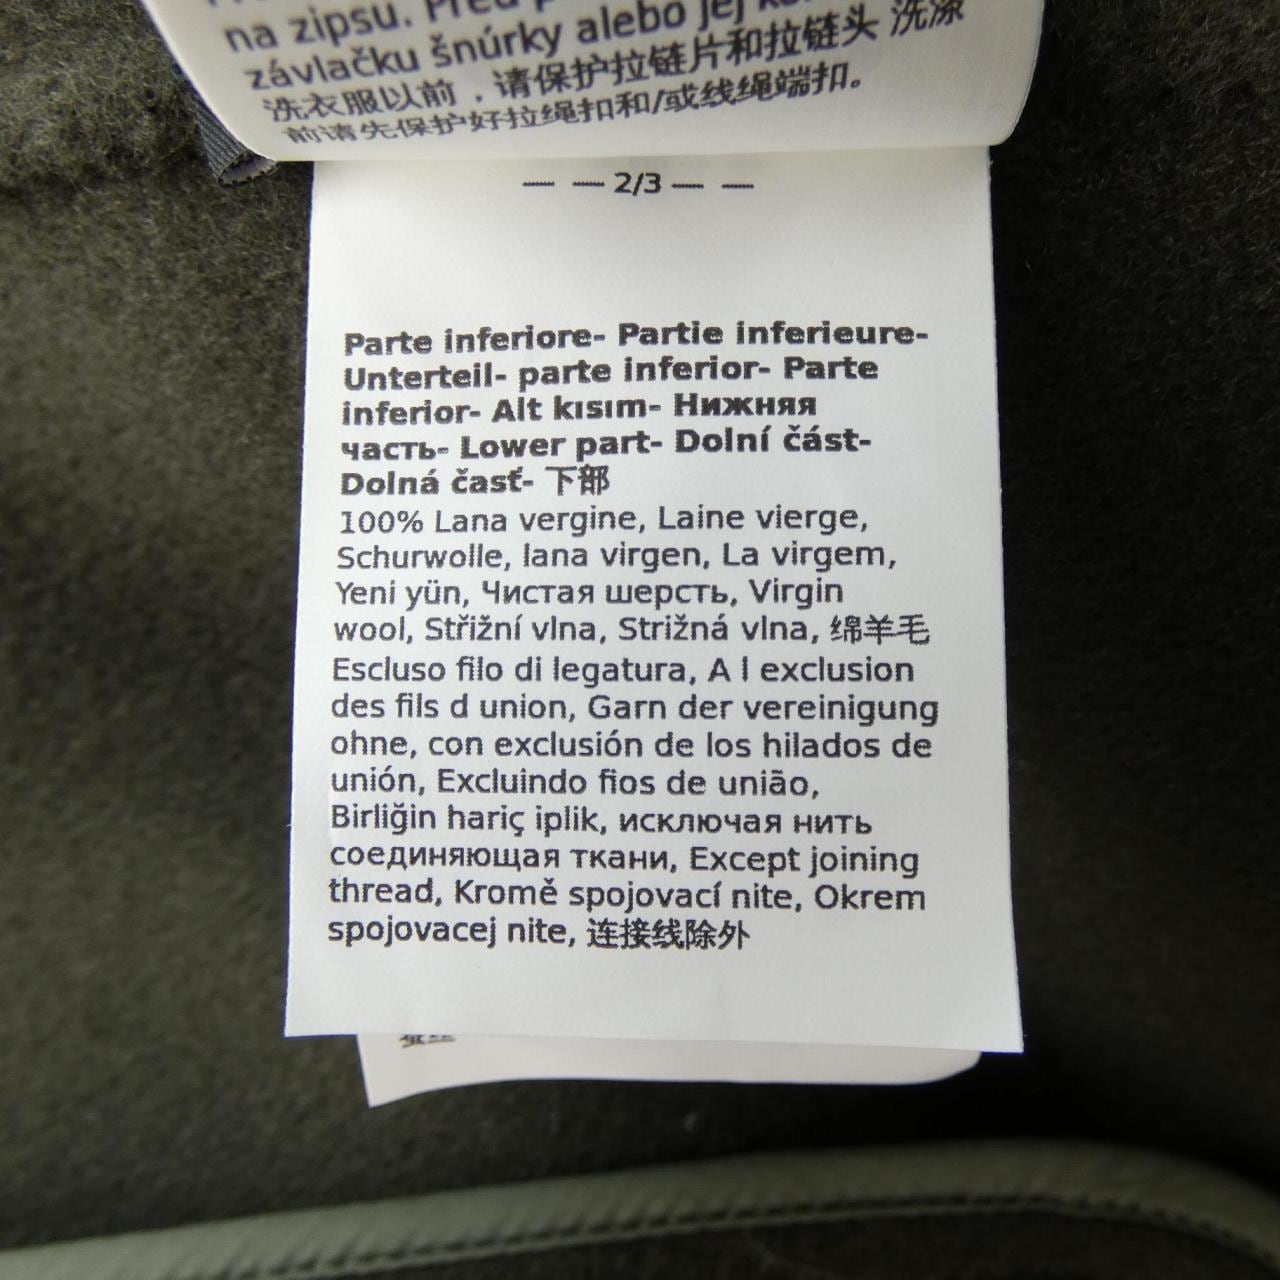 na zipsu. Před
závlačku šnúrky alebo jej
洗衣服以前，请保护拉链片和拉链头 洗涤
前请先保护好拉绳扣和/或线绳端扣。
— — 2/3 — —
Parte inferiore- Partie inferieure-
Unterteil- parte inferior- Parte
inferior- Alt kısım- Нижняя
часть- Lower part- Dolní část-
Dolná časť- 下部
100% Lana vergine, Laine vierge,
Schurwolle, lana virgen, La virgem,
Yeni yün, Чистая шерсть, Virgin
wool, Střižní vlna, Strižná vlna, 绵羊毛
Escluso filo di legatura, A l exclusion
des fils d union, Garn der vereinigung
ohne, con exclusión de los hilados de
unión, Excluindo fios de união,
Birliğin hariç iplik, исключая нить
соединяющая ткани, Except joining
thread, Kromě spojovací nite, Okrem
spojovacej nite, 连接线除外